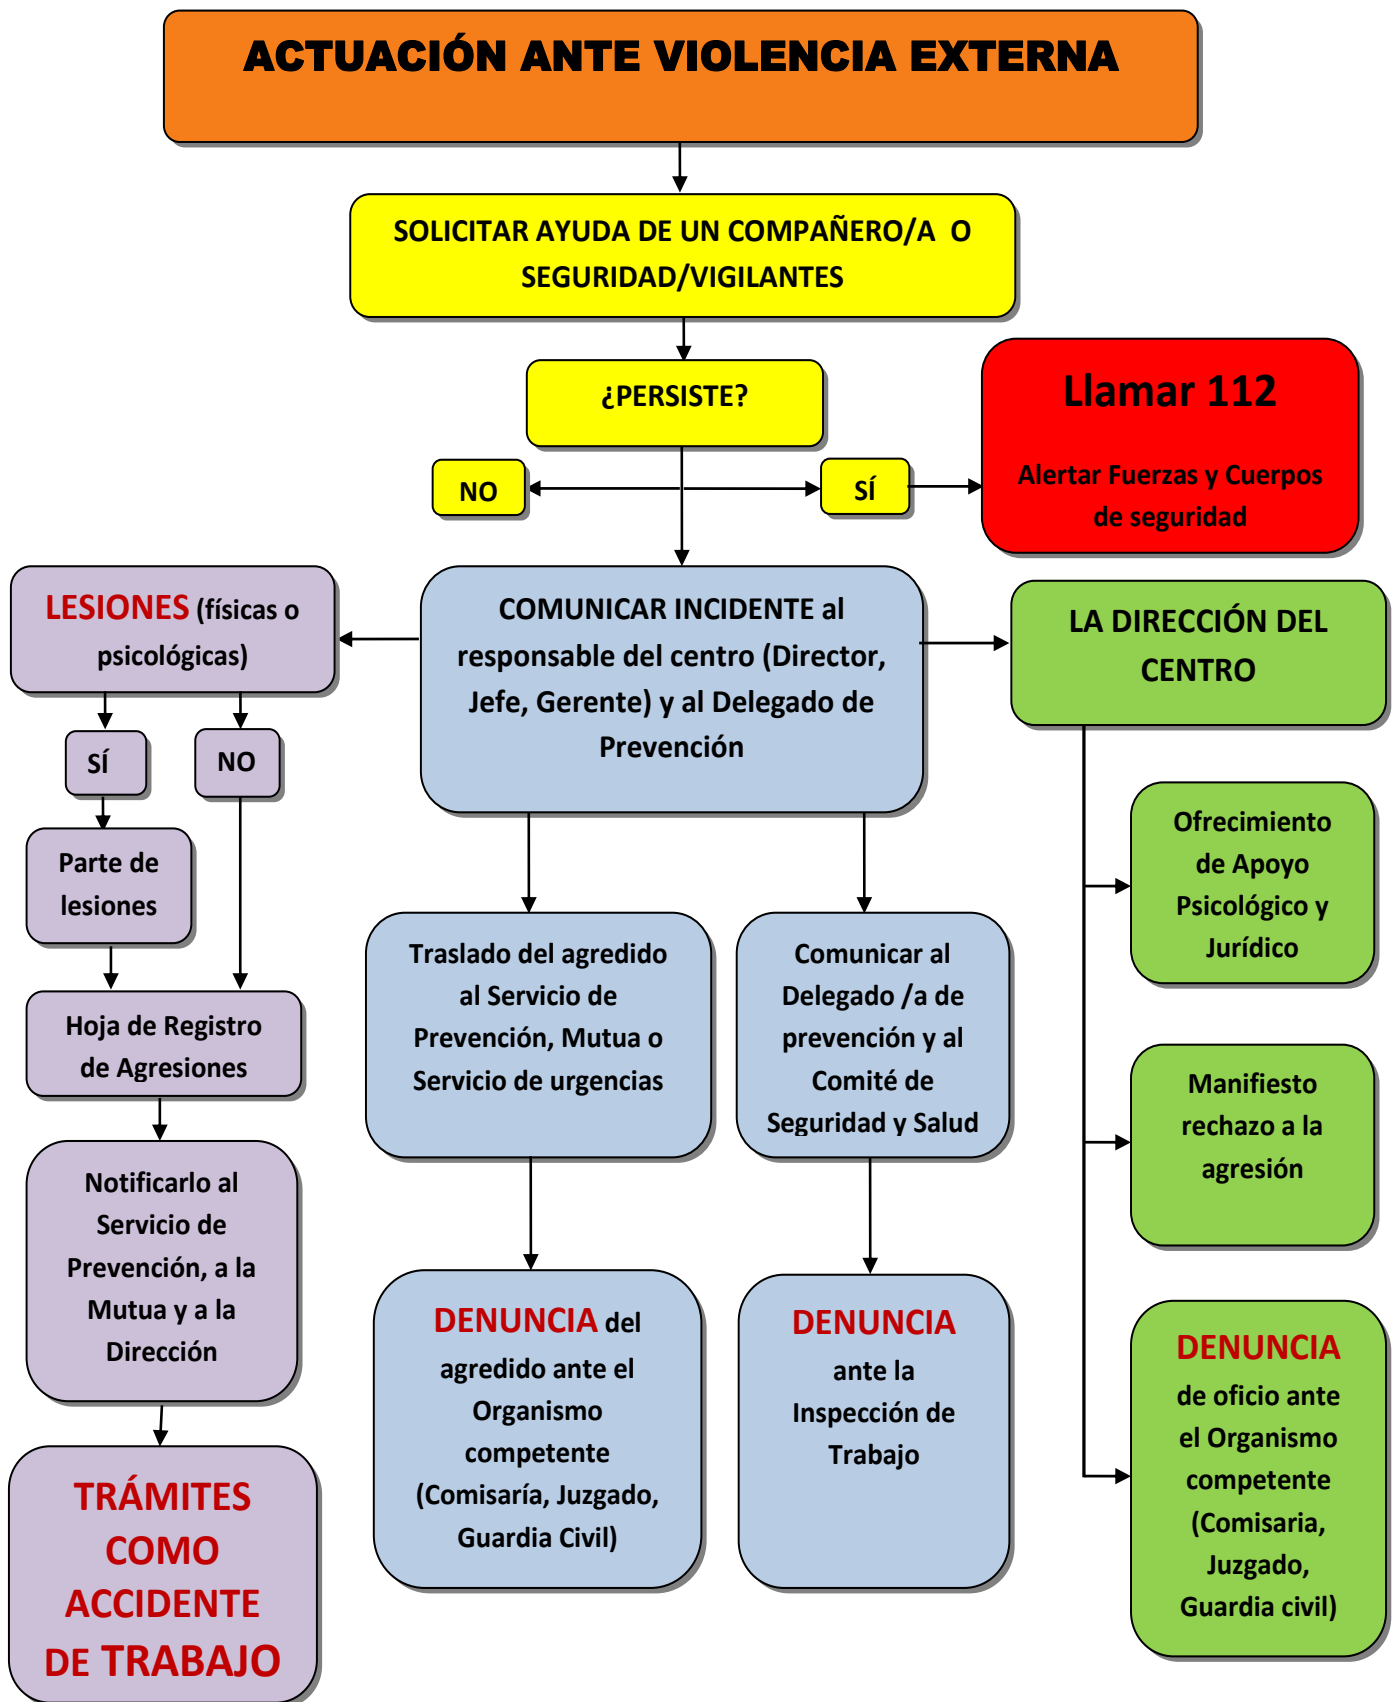 ACTUACIÓN ANTE VIOLENCIA EXTERNA
SOLICITAR AYUDA DE UN COMPAÑERO/A O
SEGURIDAD/VIGILANTES
¿PERSISTE?
NO
SÍ
Llamar 112
Alertar Fuerzas y Cuerpos
de seguridad
LESIONES (físicas o
psicológicas)
SÍ
NO
Parte de
lesiones
Hoja de Registro
de Agresiones
Notificarlo al
Servicio de
Prevención, a la
Mutua y a la
Dirección
TRÁMITES
COMO
ACCIDENTE
DE TRABAJO
COMUNICAR INCIDENTE al
responsable del centro (Director,
Jefe, Gerente) y al Delegado de
Prevención
Traslado del agredido
al Servicio de
Prevención, Mutua o
Servicio de urgencias
DENUNCIA del
agredido ante el
Organismo
competente
(Comisaría, Juzgado,
Guardia Civil)
Comunicar al
Delegado /a de
prevención y al
Comité de
Seguridad y Salud
DENUNCIA
ante la
Inspección de
Trabajo
LA DIRECCIÓN DEL
CENTRO
Ofrecimiento
de Apoyo
Psicológico y
Jurídico
Manifiesto
rechazo a la
agresión
DENUNCIA
de oficio ante
el Organismo
competente
(Comisaria,
Juzgado,
Guardia civil)